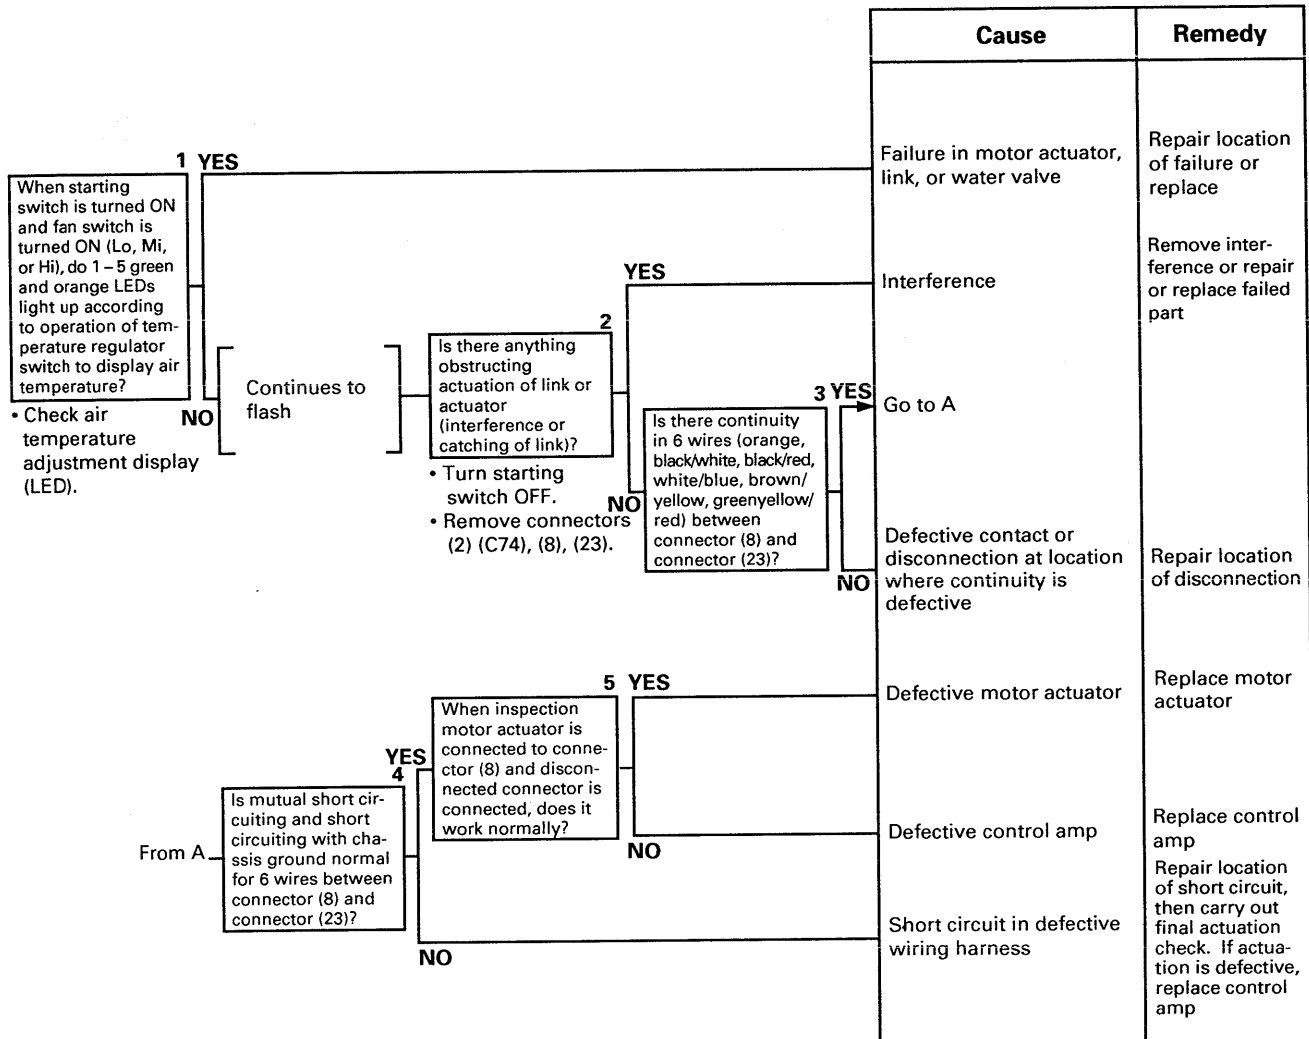 Cause
Remedy
1 YES
When starting
switch is turned ON
and fan switch is
turned ON (Lo, Mi,
or Hi), do 1 – 5 green
and orange LEDs
light up according
to operation of tem-
perature regulator
switch to display air
temperature?
• Check air
temperature
adjustment display
(LED).
NO
Continues to
flash
Failure in motor actuator,
link, or water valve
Repair location
of failure or
replace
2
YES
Is there anything
obstructing
actuation of link or
actuator
(interference or
catching of link)?
• Turn starting
switch OFF.
• Remove connectors
(2) (C74), (8), (23).
NO
Interference
Remove inter-
ference or repair
or replace failed
part
3 YES
Is there continuity
in 6 wires (orange,
black/white, black/red,
white/blue, brown/
yellow, greenyellow/
red) between
connector (8) and
connector (23)?
NO
Go to A
Defective contact or
disconnection at location
where continuity is
defective
Repair location
of disconnection
From A
YES
4
Is mutual short cir-
cuiting and short
circuiting with cha-
ssis ground normal
for 6 wires between
connector (8) and
connector (23)?
NO
5 YES
When inspection
motor actuator is
connected to conne-
ctor (8) and discon-
nected connector is
connected, does it
work normally?
NO
Defective motor actuator
Replace motor
actuator
Defective control amp
Replace control
amp
Short circuit in defective
wiring harness
Repair location
of short circuit,
then carry out
final actuation
check. If actua-
tion is defective,
replace control
amp